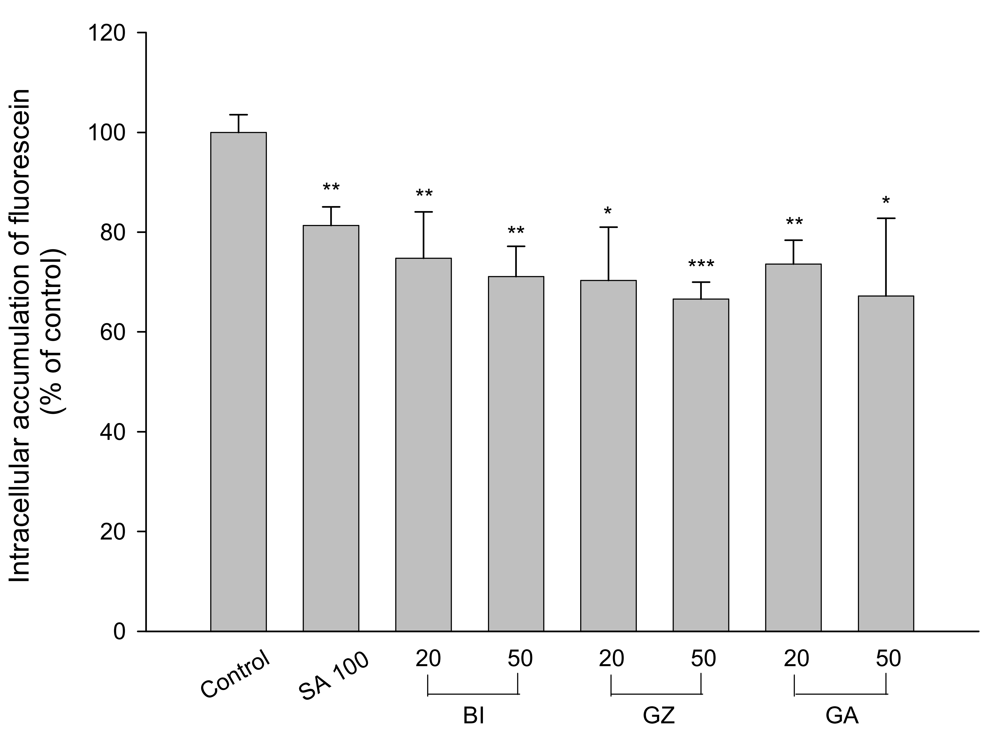 Intracellular accumulation of fluorescein
(% of control)
120
100
80
60
40
20
0
**
**
**
*
***
**
*
Control
SA 100
20
50
20
50
20
50
BI
GZ
GA